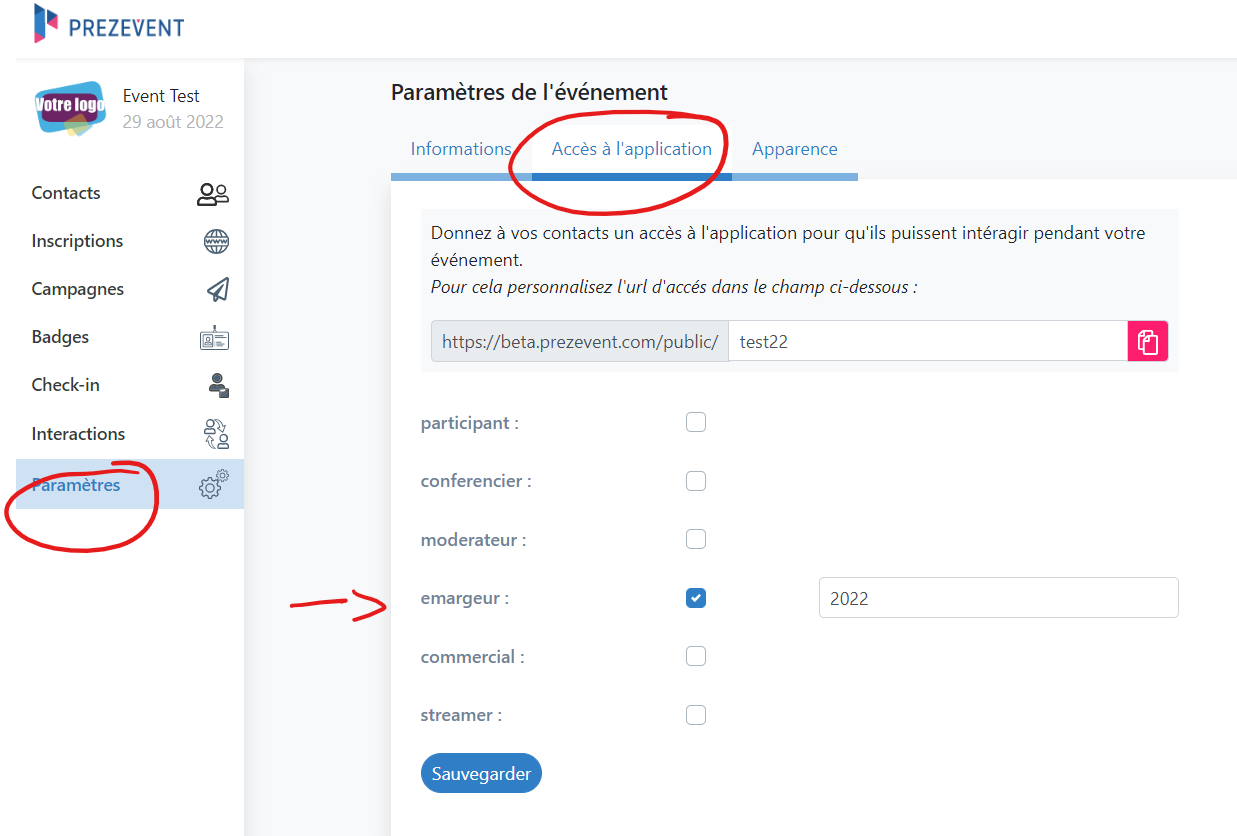 PREZEVENT
Votre logo
Event Test
29 août 2022
Contacts
Inscriptions
www
Campagnes
Badges
Check-in
Interactions
Paramètres
Paramètres de l'événement
Informations Accès à l'application Apparence
Donnez à vos contacts un accès à l'application pour qu'ils puissent intéragir pendant votre
événement.
Pour cela personnalisez l'url d'accés dans le champ ci-dessous :
https://beta.prezevent.com/public/ test22
participant :
conferencier :
moderateur :
emargeur : 2022
commercial :
streamer :
Sauvegarder